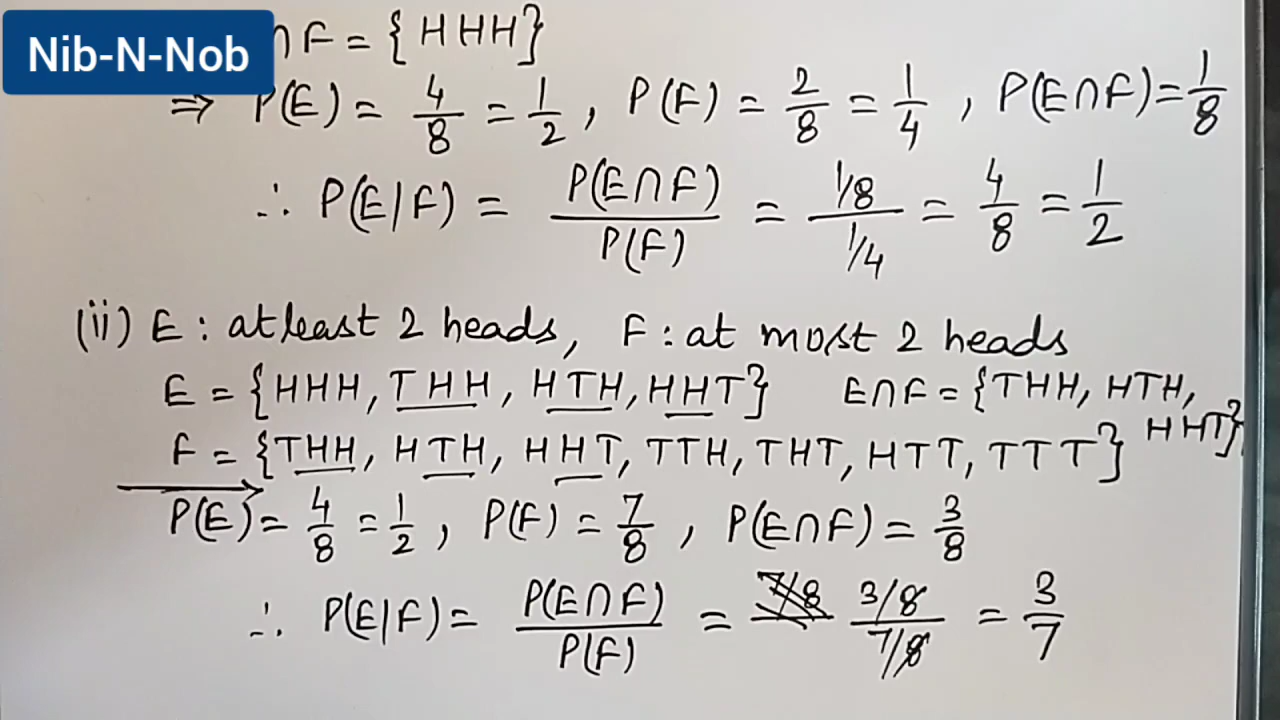 Nib-N-Nob
∩ F = { HHH}
⇒ P(E) = 4/8 = 1/2 , P(F) = 2/8 = 1/4 , P(E∩F) = 1/8
∴ P(E|F) = P(E∩F)/P(F) = (1/8)/(1/4) = 4/8 = 1/2
(ii) E : atleast 2 heads, F : at most 2 heads
E = {HHH, THH, HTH, HHT} E∩F = {THH, HTH,
HHT}
F = {THH, HTH, HHT, TTH, THT, HTT, TTT}
P(E) = 4/8 = 1/2 , P(F) = 7/8 , P(E∩F) = 3/8
∴ P(E|F) = P(E∩F)/P(F) = 7/8 (3/8)/(7/8) = 3/7